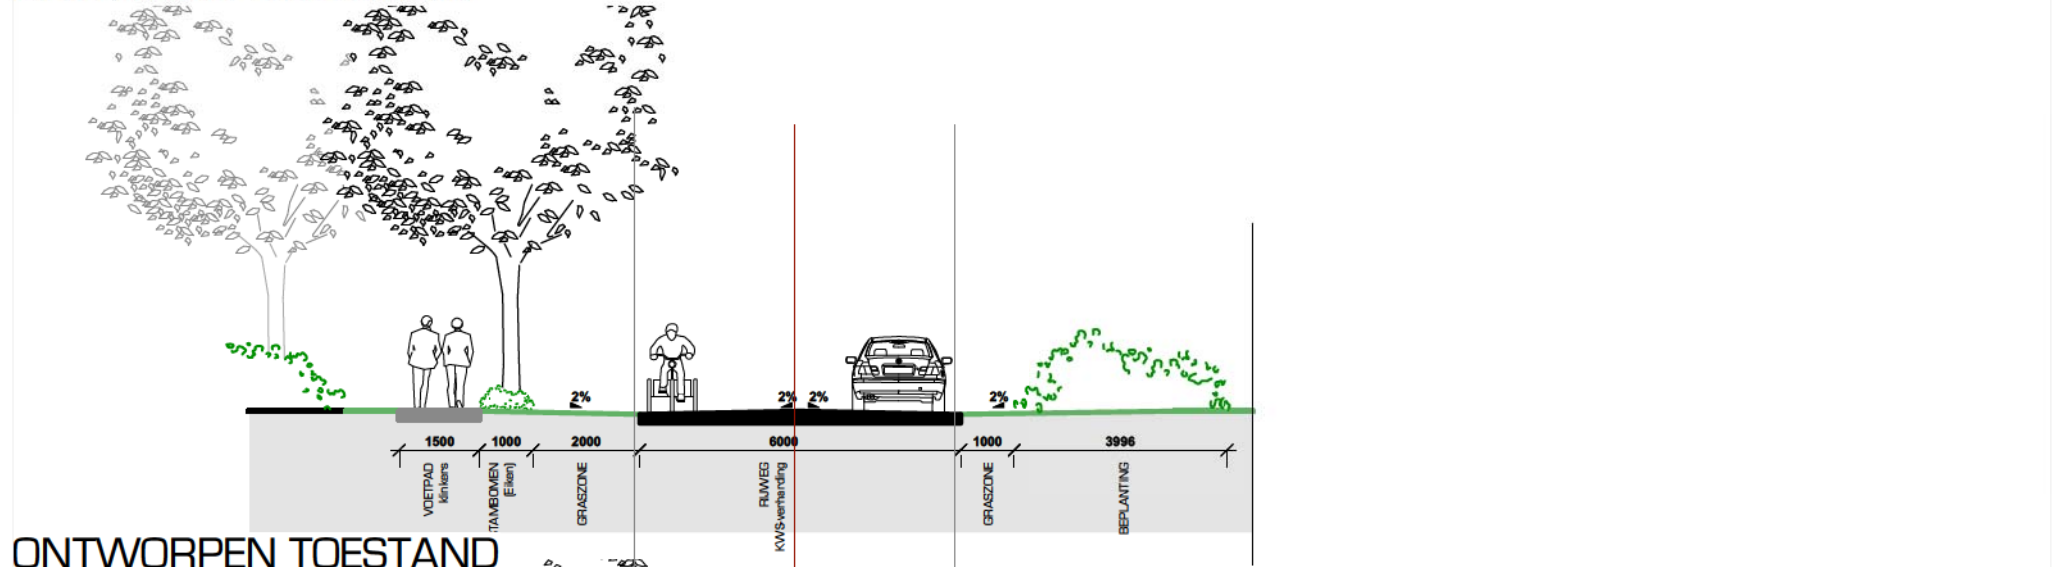 2%
2%
2%
2%
1500
1000
2000
6000
1000
3996
VOETPAD
klinkers
TAMBOMEN
(Eiken)
GRASZONE
RIJWEG
KWS-verharding
GRASZONE
BEPLANTING
ONTWORPEN TOESTAND